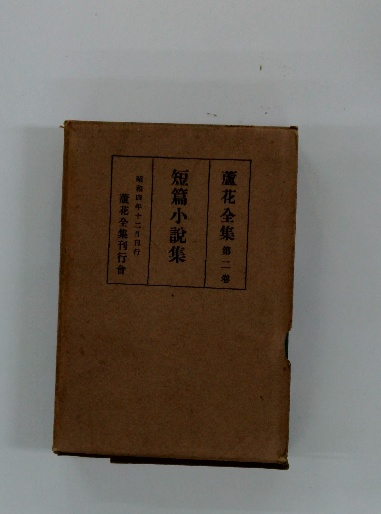 蘆花全集 第二卷
短篇小說集
昭和四年十二月刊行
蘆花全集刊行會